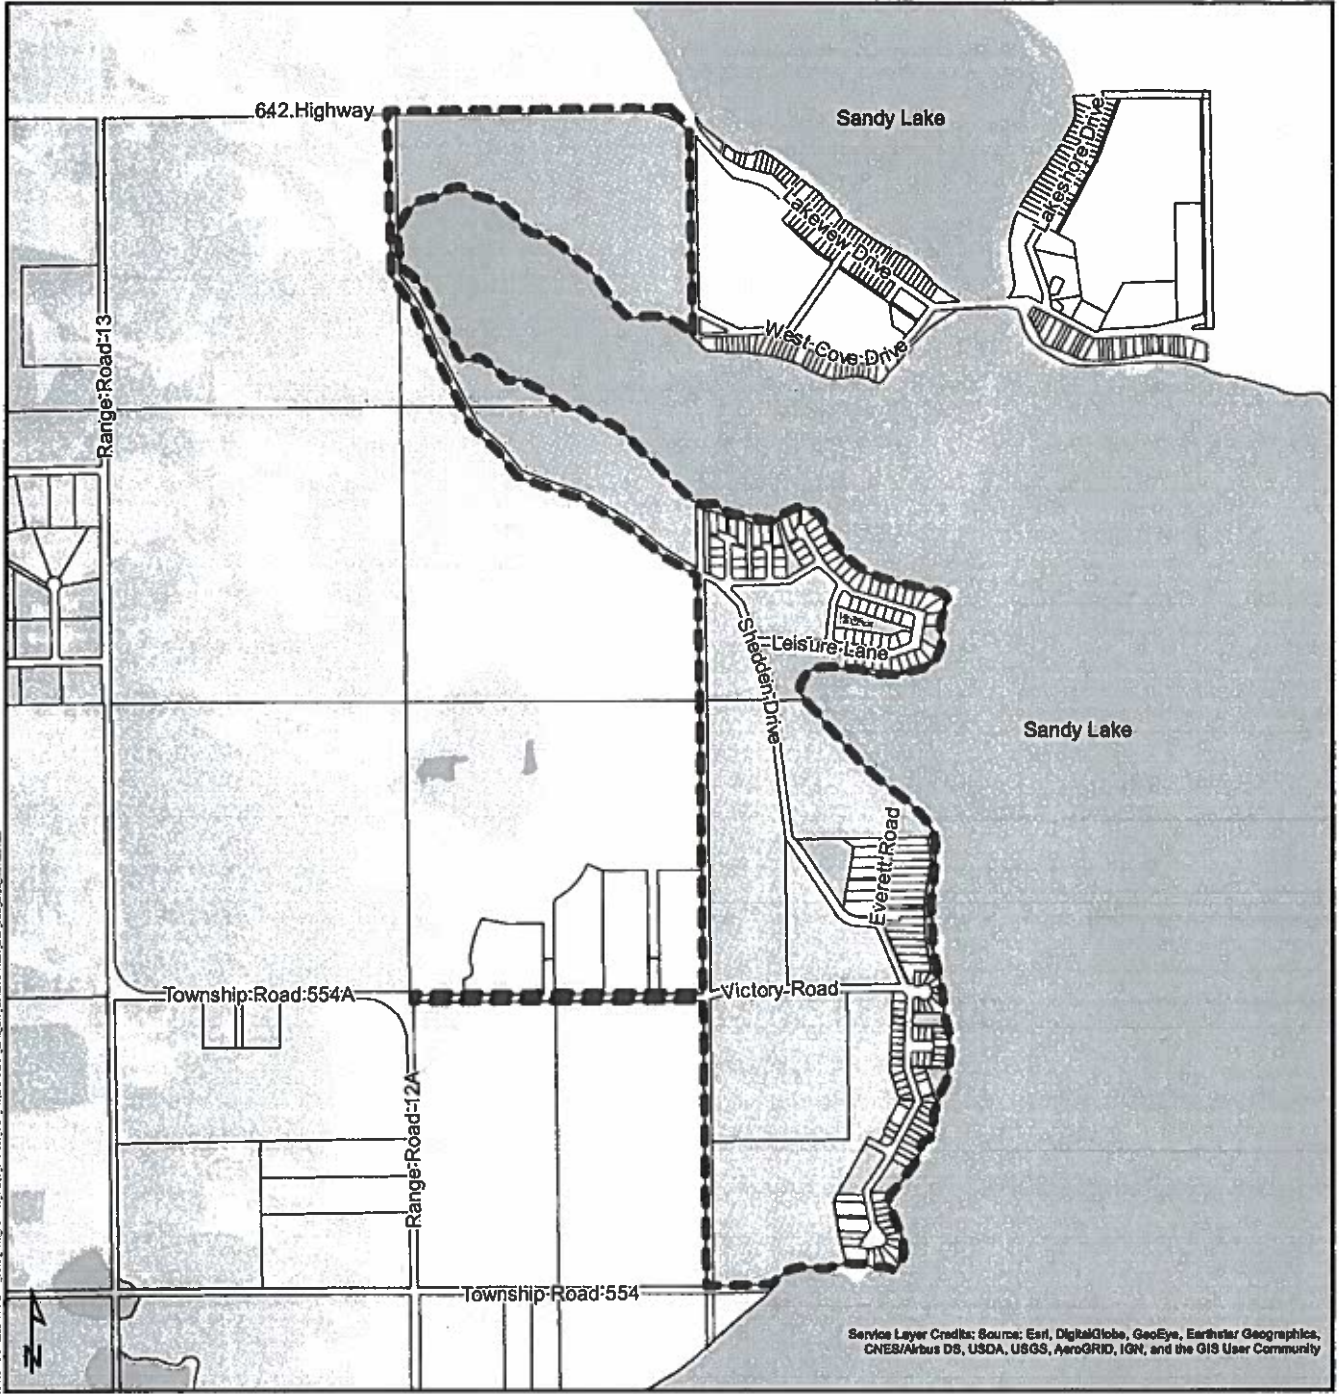 642 Highway
Sandy Lake
Lakeshore Drive
Lakeview Drive
West Cove Drive
Range Road 13
Shedden Drive
Leisure Lane
Sandy Lake
Everett Road
Township Road 554A
Victory Road
Range Road 12A
Township Road 554
N
Service Layer Credits: Source: Esri, DigitalGlobe, GeoEye, Earthstar Geographics,
CNES/Airbus DS, USDA, USGS, AeroGRID, IGN, and the GIS User Community